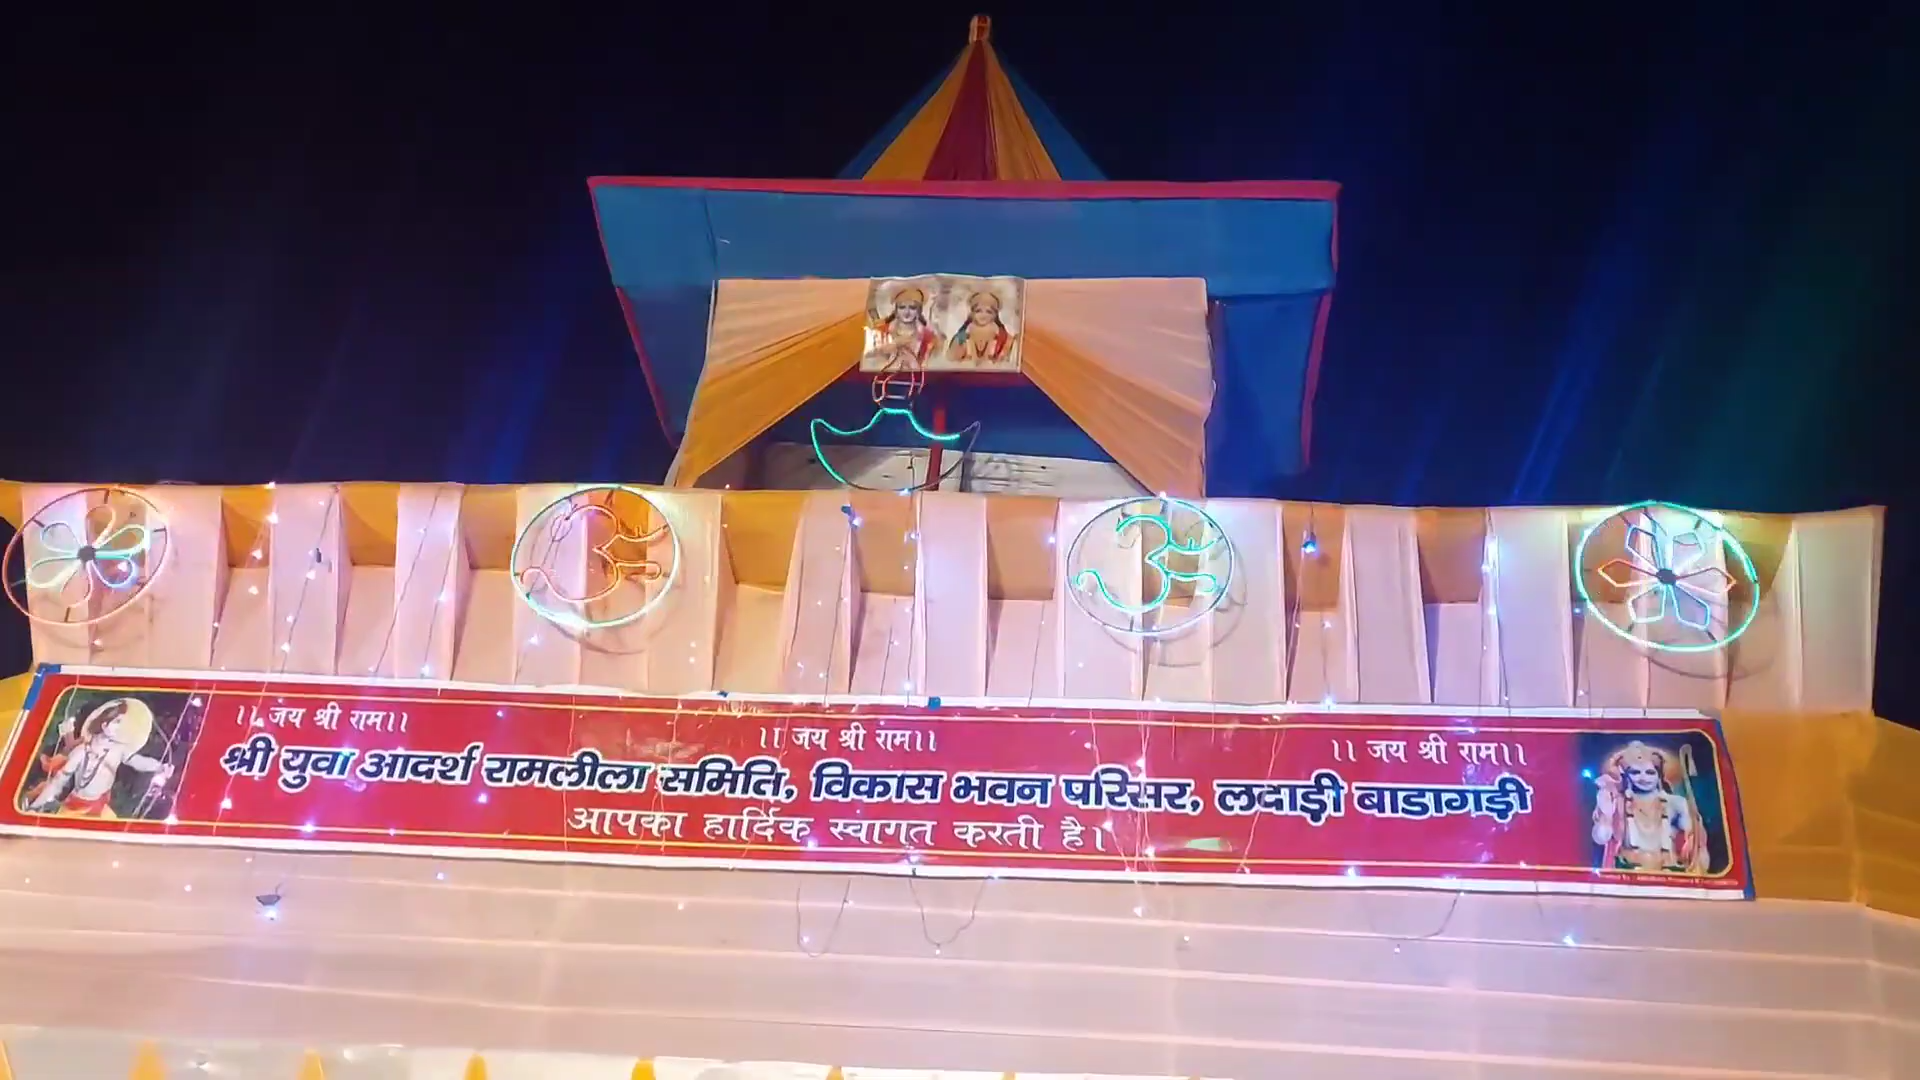 ।। जय श्री राम।।
।। जय श्री राम।।
।। जय श्री राम।।
श्री युवा आदर्श रामलीला समिति, विकास भवन परिसर, लदाड़ी बाडागड़ी
आपका हार्दिक स्वागत करती है।
ॐ
ॐ